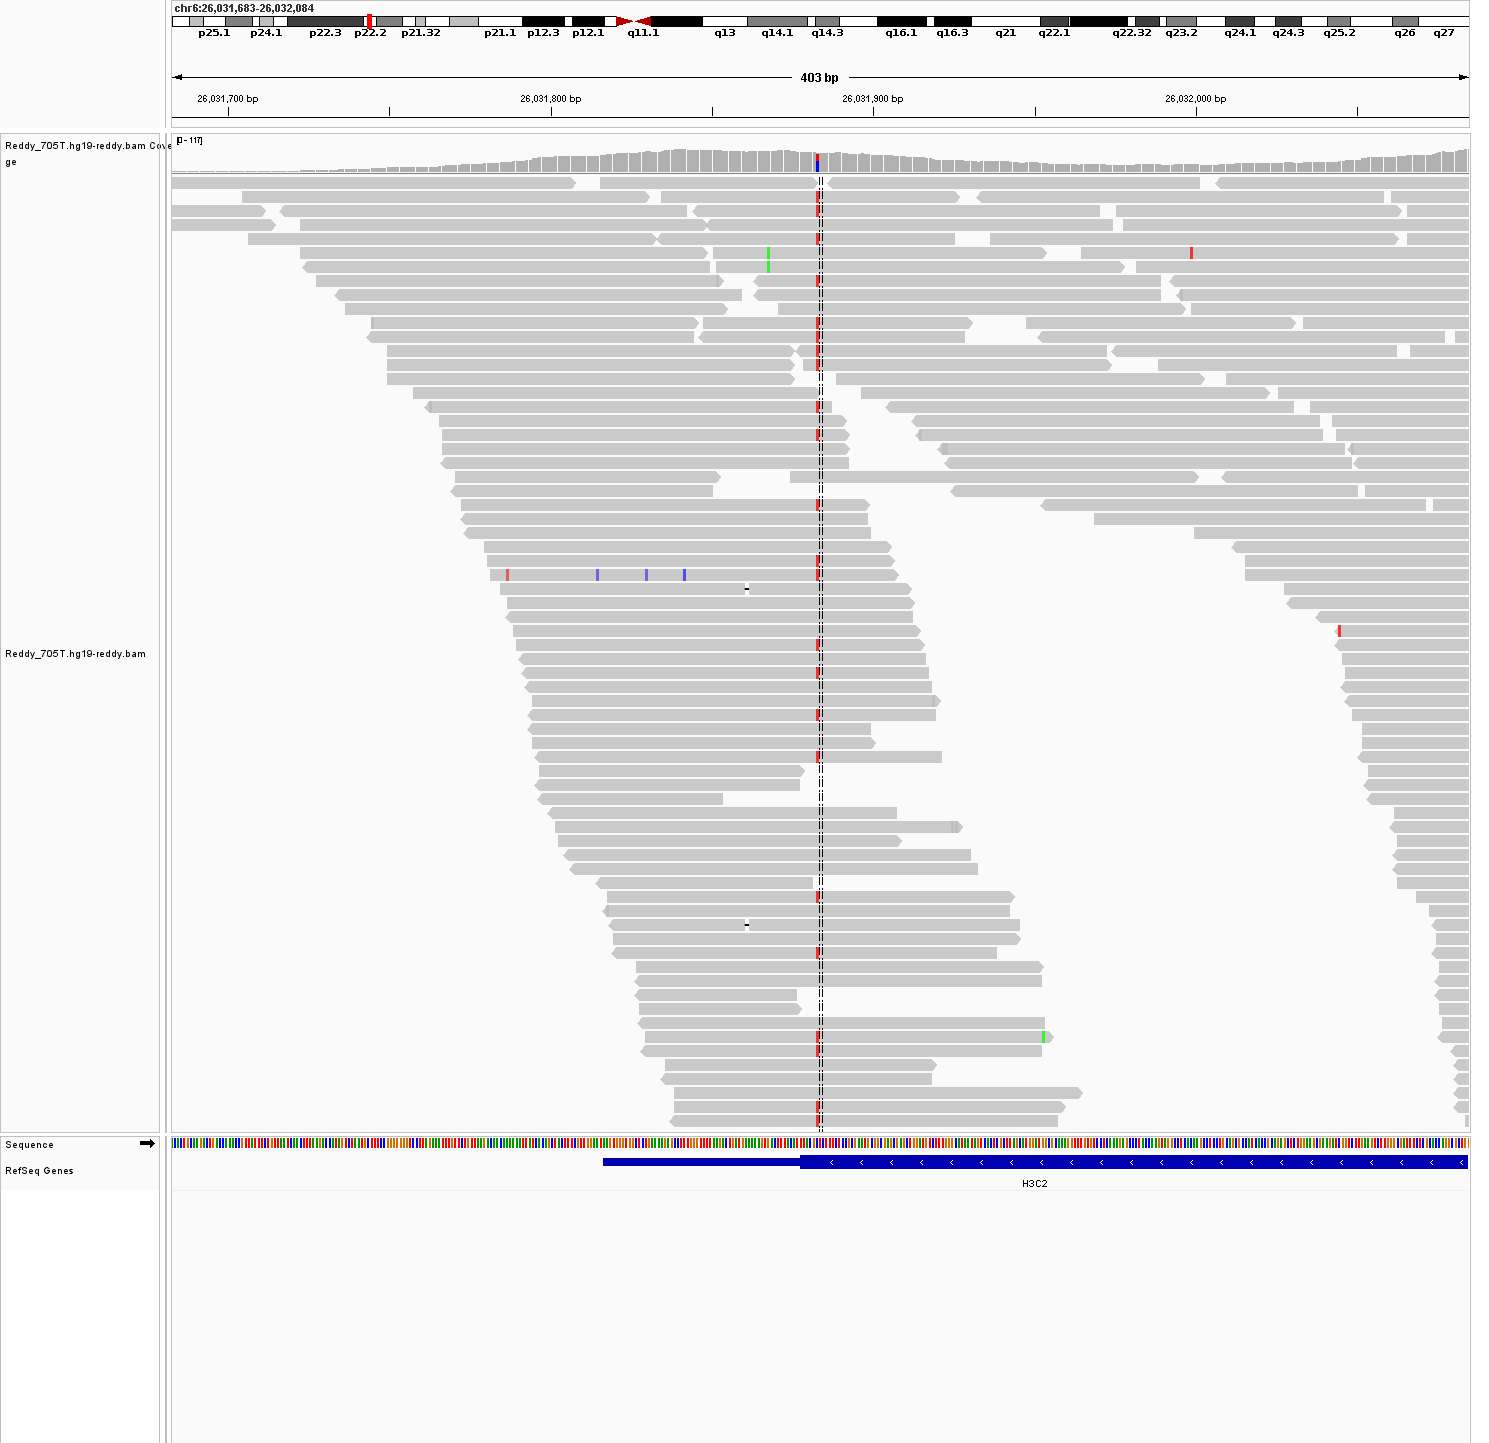 chr6:26,031,683-26,032,084
p25.1 p24.1 p22.3 p22.2 p21.32 p21.1 p12.3 p12.1 q11.1 q13 q14.1 q14.3 q16.1 q16.3 q21 q22.1 q22.32 q23.2 q24.1 q24.3 q25.2 q26 q27
403 bp
26,031,700 bp 26,031,800 bp 26,031,900 bp 26,032,000 bp
Reddy_705T.hg19-reddy.bam Cove
ge
[0 - 117]
Reddy_705T.hg19-reddy.bam
Sequence
RefSeq Genes
H3C2